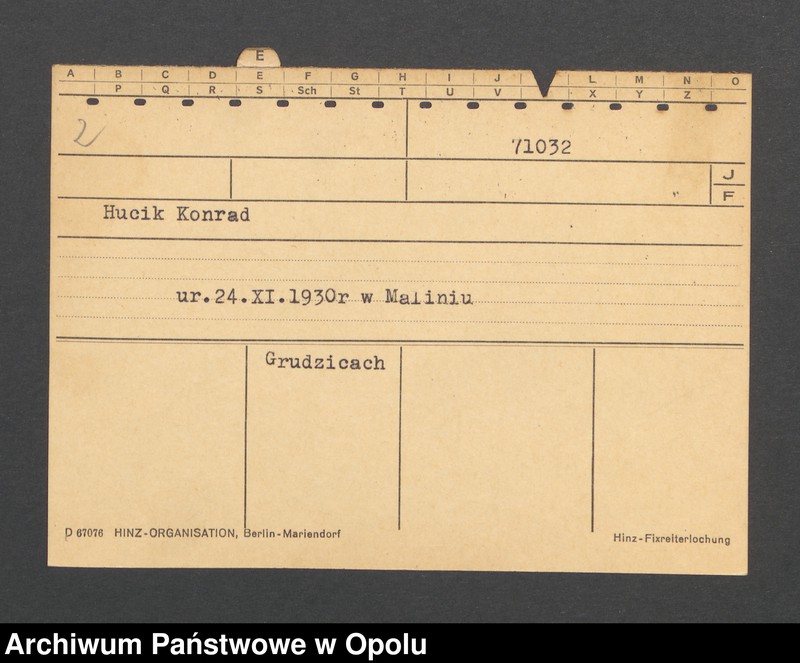 E
A B C D E F G H I J L M N O
P Q R S Sch St T U V X Y Z
2
71032
J
F
Hucik Konrad
ur.24.XI.1930r w Maliniu
Grudzicach
D 67076 HINZ-ORGANISATION, Berlin-Mariendorf
Hinz-Fixreiterlochung
Archiwum Państwowe w Opolu